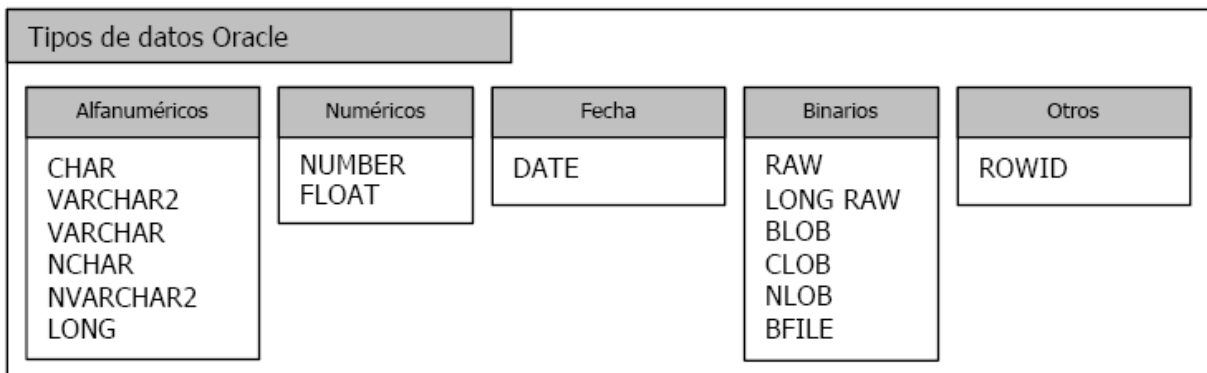 Tipos de datos Oracle
Alfanuméricos
CHAR
VARCHAR2
VARCHAR
NCHAR
NVARCHAR2
LONG
Numéricos
NUMBER
FLOAT
Fecha
DATE
Binarios
RAW
LONG RAW
BLOB
CLOB
NLOB
BFILE
Otros
ROWID